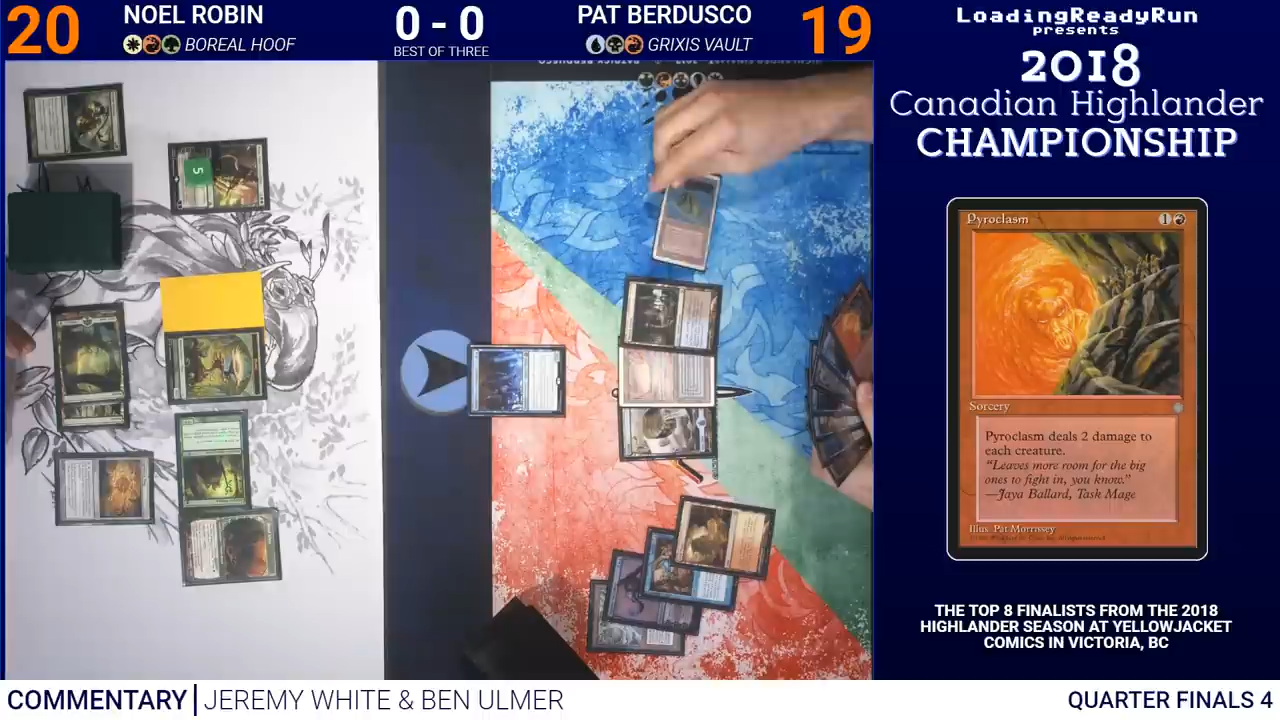 20
NOEL ROBIN
BOREAL HOOF
0 - 0
BEST OF THREE
PAT BERDUSCO
GRIXIS VAULT
19
LoadingReadyRun
presents
2018
Canadian Highlander
CHAMPIONSHIP
5
Pyroclasm
1
Sorcery
Pyroclasm deals 2 damage to
each creature.
“Leaves more room for the big
ones to fight in, you know.”
—Jaya Ballard, Task Mage
Illus. Pat Morrissey
THE TOP 8 FINALISTS FROM THE 2018
HIGHLANDER SEASON AT YELLOWJACKET
COMICS IN VICTORIA, BC
COMMENTARY | JEREMY WHITE & BEN ULMER
QUARTER FINALS 4